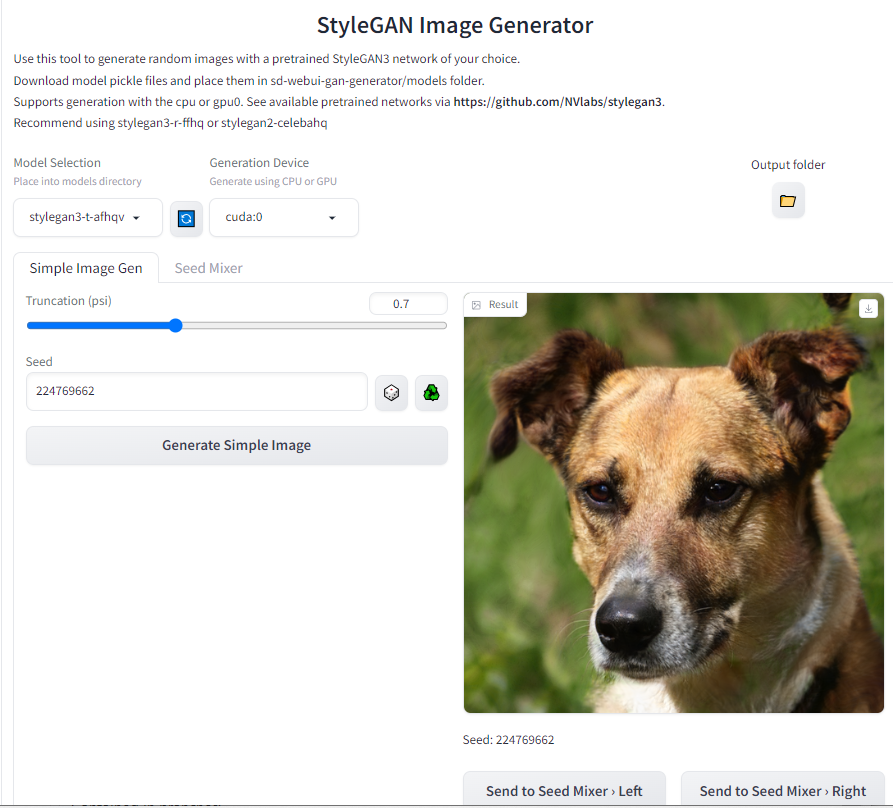 StyleGAN Image Generator
Use this tool to generate random images with a pretrained StyleGAN3 network of your choice.
Download model pickle files and place them in sd-webui-gan-generator/models folder.
Supports generation with the cpu or gpu0. See available pretrained networks via https://github.com/NVlabs/stylegan3.
Recommend using stylegan3-r-ffhq or stylegan2-celebahq
Model Selection
Place into models directory
stylegan3-t-afhqv
Generation Device
Generate using CPU or GPU
cuda:0
Output folder
Simple Image Gen
Seed Mixer
Truncation (psi)
0.7
Seed
224769662
Generate Simple Image
Result
Seed: 224769662
Send to Seed Mixer › Left
Send to Seed Mixer › Right